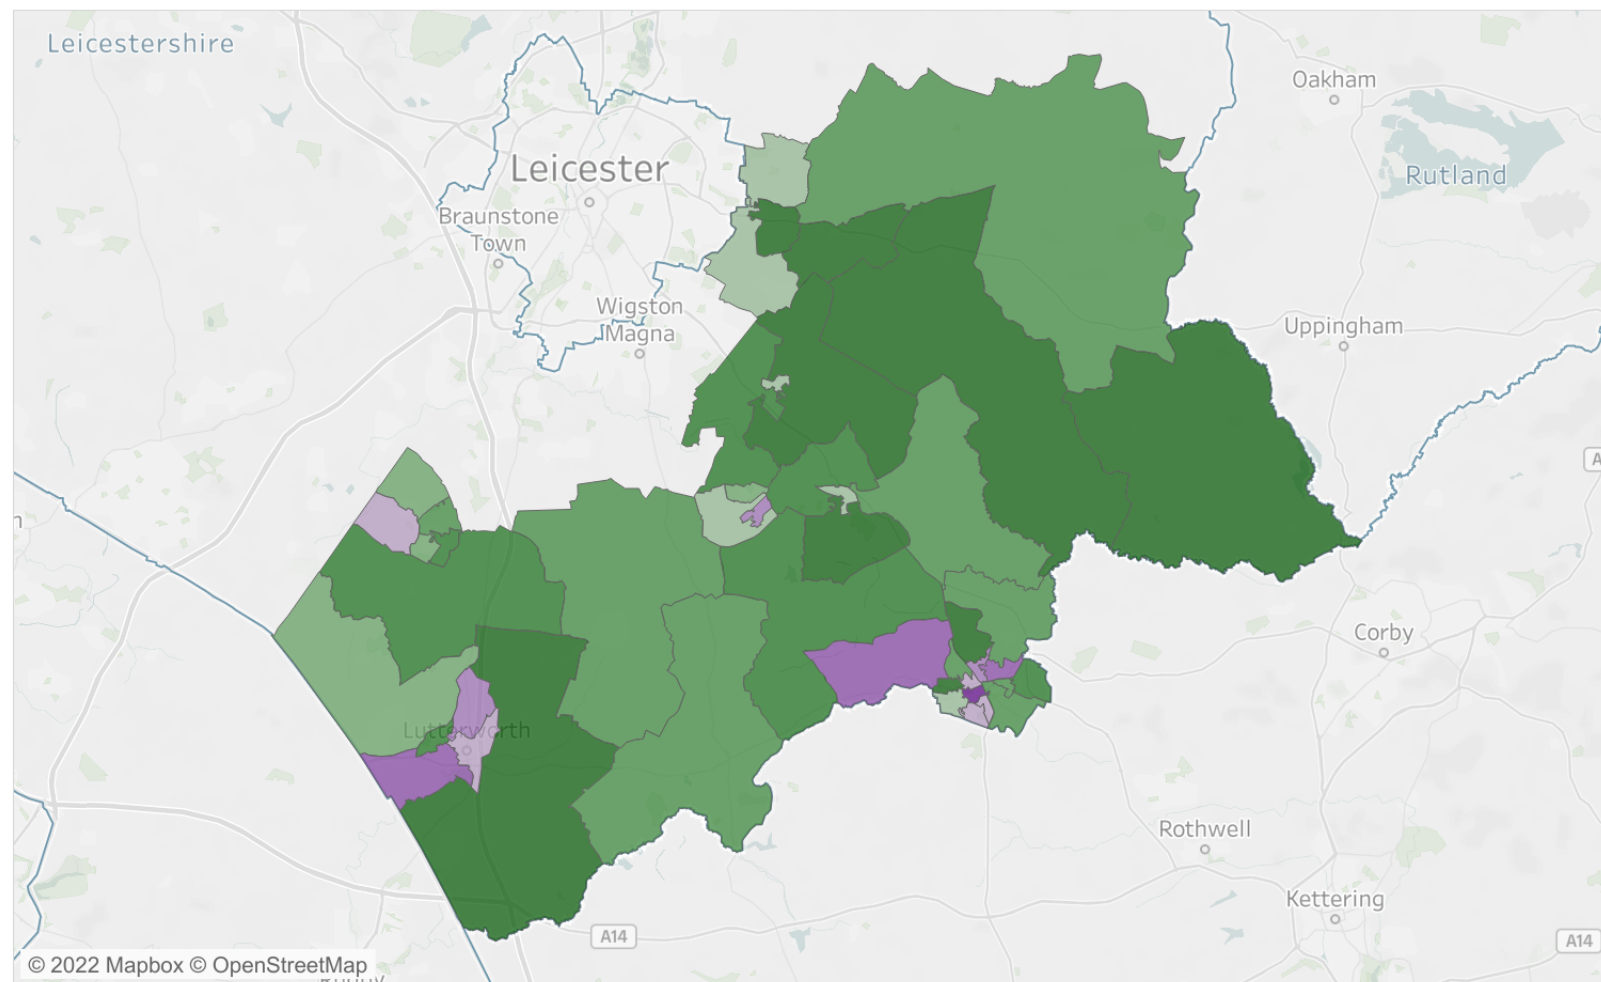 Leicestershire
Oakham
Leicester
Rutland
Braunstone
Town
Wigston
Magna
Uppingham
A
n
Corby
Lutterworth
Rothwell
Kettering
A14
A14
© 2022 Mapbox © OpenStreetMap